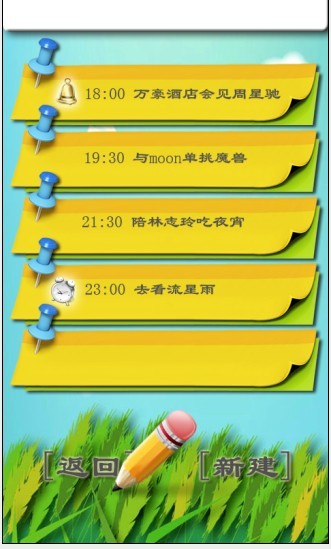 18:00 万豪酒店会见周星驰
19:30 与moon单挑魔兽
21:30 陪林志玲吃夜宵
23:00 去看流星雨
[返回] [新建]